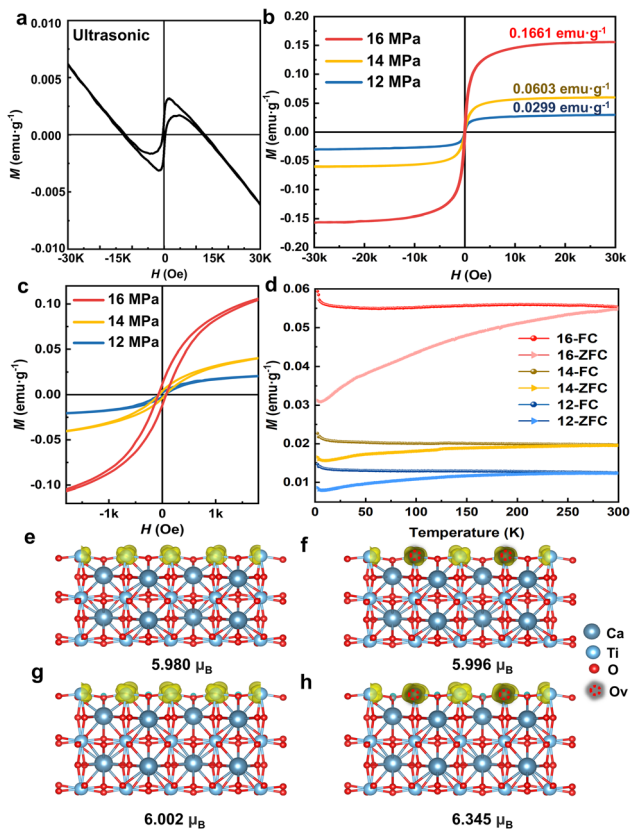 a
Ultrasonic
0.010
0.005
0.000
-0.005
-0.010
M (emu·g⁻¹)
-30K -15K 0 15K 30K
H (Oe)
b
16 MPa
14 MPa
12 MPa
0.1661 emu·g⁻¹
0.0603 emu·g⁻¹
0.0299 emu·g⁻¹
0.20
0.15
0.10
0.05
0.00
-0.05
-0.10
-0.15
-0.20
M (emu·g⁻¹)
-30k -20k -10k 0 10k 20k 30k
H (Oe)
c
16 MPa
14 MPa
12 MPa
0.10
0.05
0.00
-0.05
-0.10
M (emu·g⁻¹)
-1k 0 1k
H (Oe)
d
0.06
0.05
0.04
0.03
0.02
0.01
M (emu·g⁻¹)
16-FC
16-ZFC
14-FC
14-ZFC
12-FC
12-ZFC
0 50 100 150 200 250 300
Temperature (K)
e
5.980 μB
f
5.996 μB
g
6.002 μB
h
6.345 μB
Ca
Ti
O
Ov